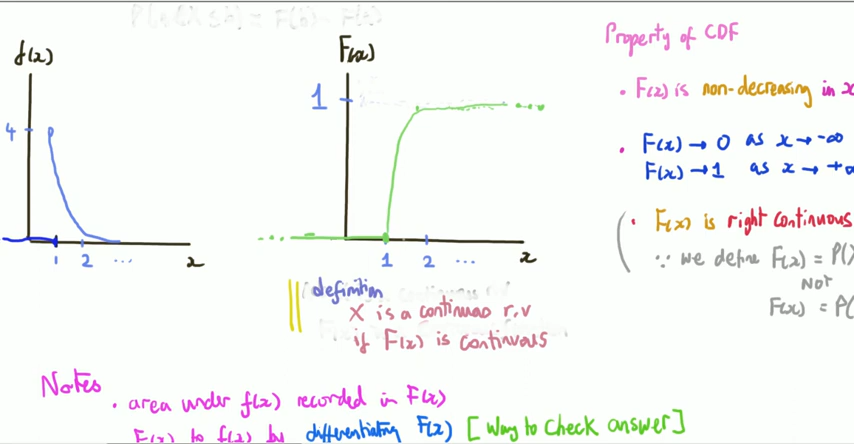 P(a≤X≤b) = F(b) - F(a)
f(x)
4
1 2 ... x
F(x)
1
1 2 ... x
definition
X is a continuous r.v
if F(x) is continuous
Property of CDF
• F(x) is non-decreasing in x
• F(x) → 0 as x → -∞
F(x) → 1 as x → +∞
• F(x) is right continuous
∵ we define F(x) = P(X
NOT
F(x) = P(
Notes
• area under f(x) recorded in F(x)
F(x) to f(x) by differentiating F(x) [Way to check answer]